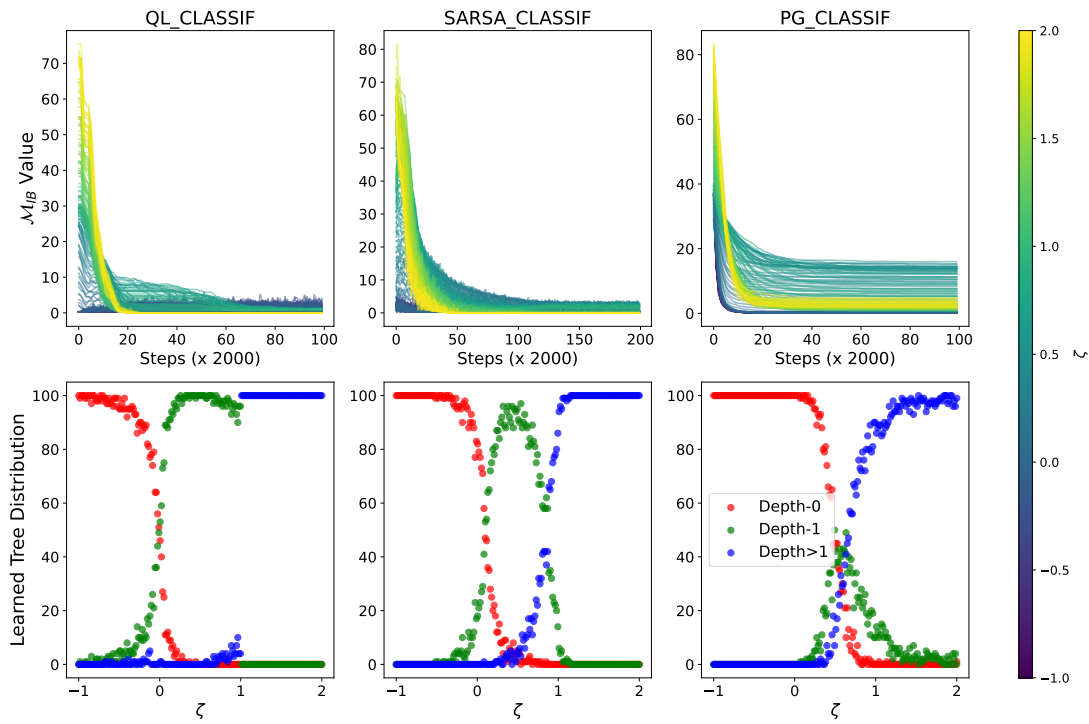 QL_CLASSIF
SARSA_CLASSIF
PG_CLASSIF
70
60
50
40
30
20
10
0
80
70
60
50
40
30
20
10
0
80
60
40
20
0
2.0
1.5
1.0
0.5
0.0
−0.5
−1.0
ζ
ℳ_IB Value
0 20 40 60 80 100
0 50 100 150 200
0 20 40 60 80 100
Steps (x 2000)
Steps (x 2000)
Steps (x 2000)
Learned Tree Distribution
100
80
60
40
20
0
100
80
60
40
20
0
100
80
60
40
20
0
Depth-0
Depth-1
Depth>1
−1 0 1 2
−1 0 1 2
−1 0 1 2
ζ
ζ
ζ